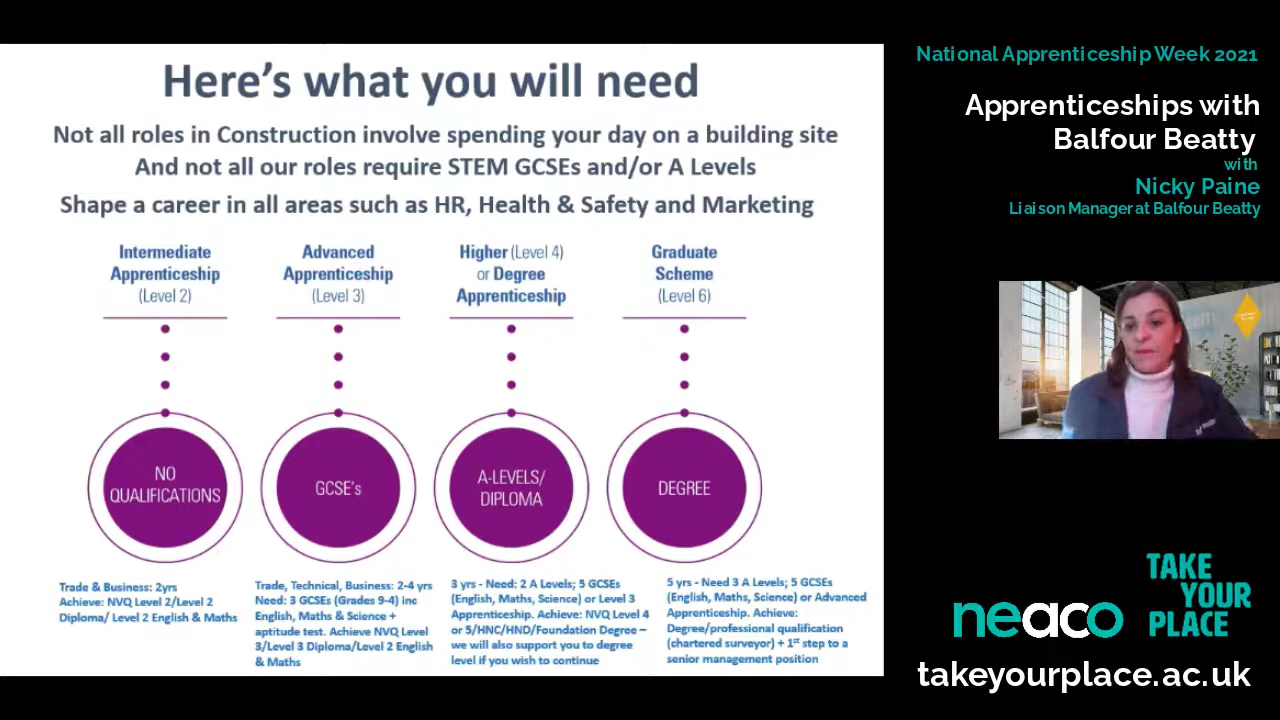 Here's what you will need
Not all roles in Construction involve spending your day on a building site
And not all our roles require STEM GCSEs and/or A Levels
Shape a career in all areas such as HR, Health & Safety and Marketing
Intermediate
Apprenticeship
(Level 2)
NO
QUALIFICATIONS
Trade & Business: 2yrs
Achieve: NVQ Level 2/Level 2
Diploma/ Level 2 English & Maths
Advanced
Apprenticeship
(Level 3)
GCSE's
Trade, Technical, Business: 2-4 yrs
Need: 3 GCSEs (Grades 9-4) inc
English, Maths & Science +
aptitude test. Achieve NVQ Level
3/Level 3 Diploma/Level 2 English
& Maths
Higher (Level 4)
or Degree
Apprenticeship
A-LEVELS/
DIPLOMA
3 yrs - Need: 2 A Levels; 5 GCSEs
(English, Maths, Science) or Level 3
Apprenticeship. Achieve: NVQ Level 4
or 5/HNC/HND/Foundation Degree –
we will also support you to degree
level if you wish to continue
Graduate
Scheme
(Level 6)
DEGREE
5 yrs - Need 3 A Levels; 5 GCSEs
(English, Maths, Science) or Advanced
Apprenticeship. Achieve:
Degree/professional qualification
(chartered surveyor) + 1st step to a
senior management position
National Apprenticeship Week 2021
Apprenticeships with
Balfour Beatty
with
Nicky Paine
Liaison Manager at Balfour Beatty
neaco
TAKE
YOUR
PLACE
takeyourplace.ac.uk